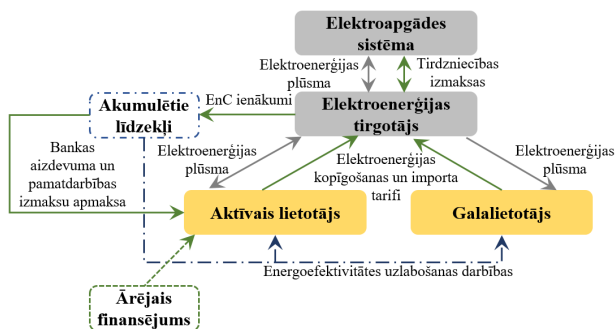 Elektroapgādes
sistēma
Elektroenerģijas
plūsma
Tirdzniecības
izmaksas
EnC ienākumi
Akumulētie
līdzekļi
Elektroenerģijas
tirgotājs
Bankas
aizdevuma un
pamatdarbības
izmaksu apmaksa
Elektroenerģijas
plūsma
Elektroenerģijas
kopīgošanas un importa
tarifi
Elektroenerģijas
plūsma
Aktīvais lietotājs
Galalietotājs
Energoefektivitātes uzlabošanas darbības
Ārējais
finansējums